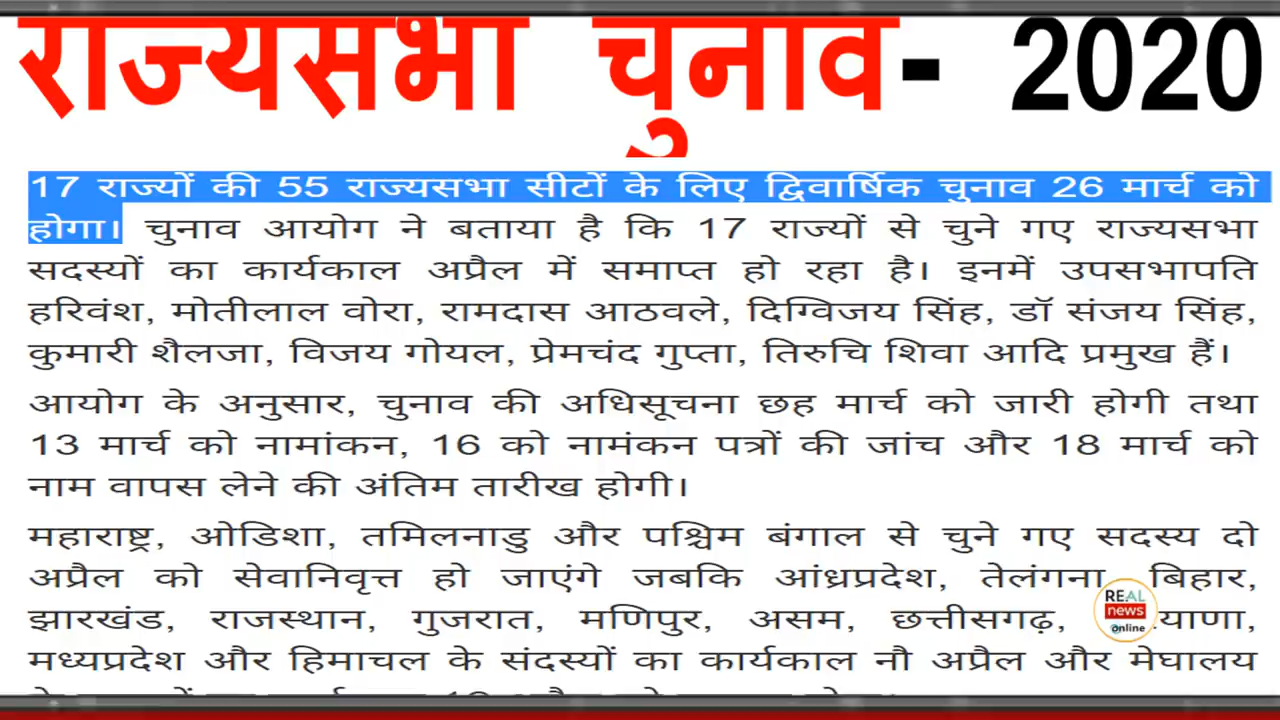 राज्यसभा चुनाव- 2020
17 राज्यों की 55 राज्यसभा सीटों के लिए द्विवार्षिक चुनाव 26 मार्च को
होगा। चुनाव आयोग ने बताया है कि 17 राज्यों से चुने गए राज्यसभा
सदस्यों का कार्यकाल अप्रैल में समाप्त हो रहा है। इनमें उपसभापति
हरिवंश, मोतीलाल वोरा, रामदास आठवले, दिग्विजय सिंह, डॉ संजय सिंह,
कुमारी शैलजा, विजय गोयल, प्रेमचंद गुप्ता, तिरुचि शिवा आदि प्रमुख हैं।
आयोग के अनुसार, चुनाव की अधिसूचना छह मार्च को जारी होगी तथा
13 मार्च को नामांकन, 16 को नामंकन पत्रों की जांच और 18 मार्च को
नाम वापस लेने की अंतिम तारीख होगी।
महाराष्ट्र, ओडिशा, तमिलनाडु और पश्चिम बंगाल से चुने गए सदस्य दो
अप्रैल को सेवानिवृत्त हो जाएंगे जबकि आंध्रप्रदेश, तेलंगना, बिहार,
झारखंड, राजस्थान, गुजरात, मणिपुर, असम, छत्तीसगढ़, याणा,
मध्यप्रदेश और हिमाचल के संदस्यों का कार्यकाल नौ अप्रैल और मेघालय
REAL
news
online